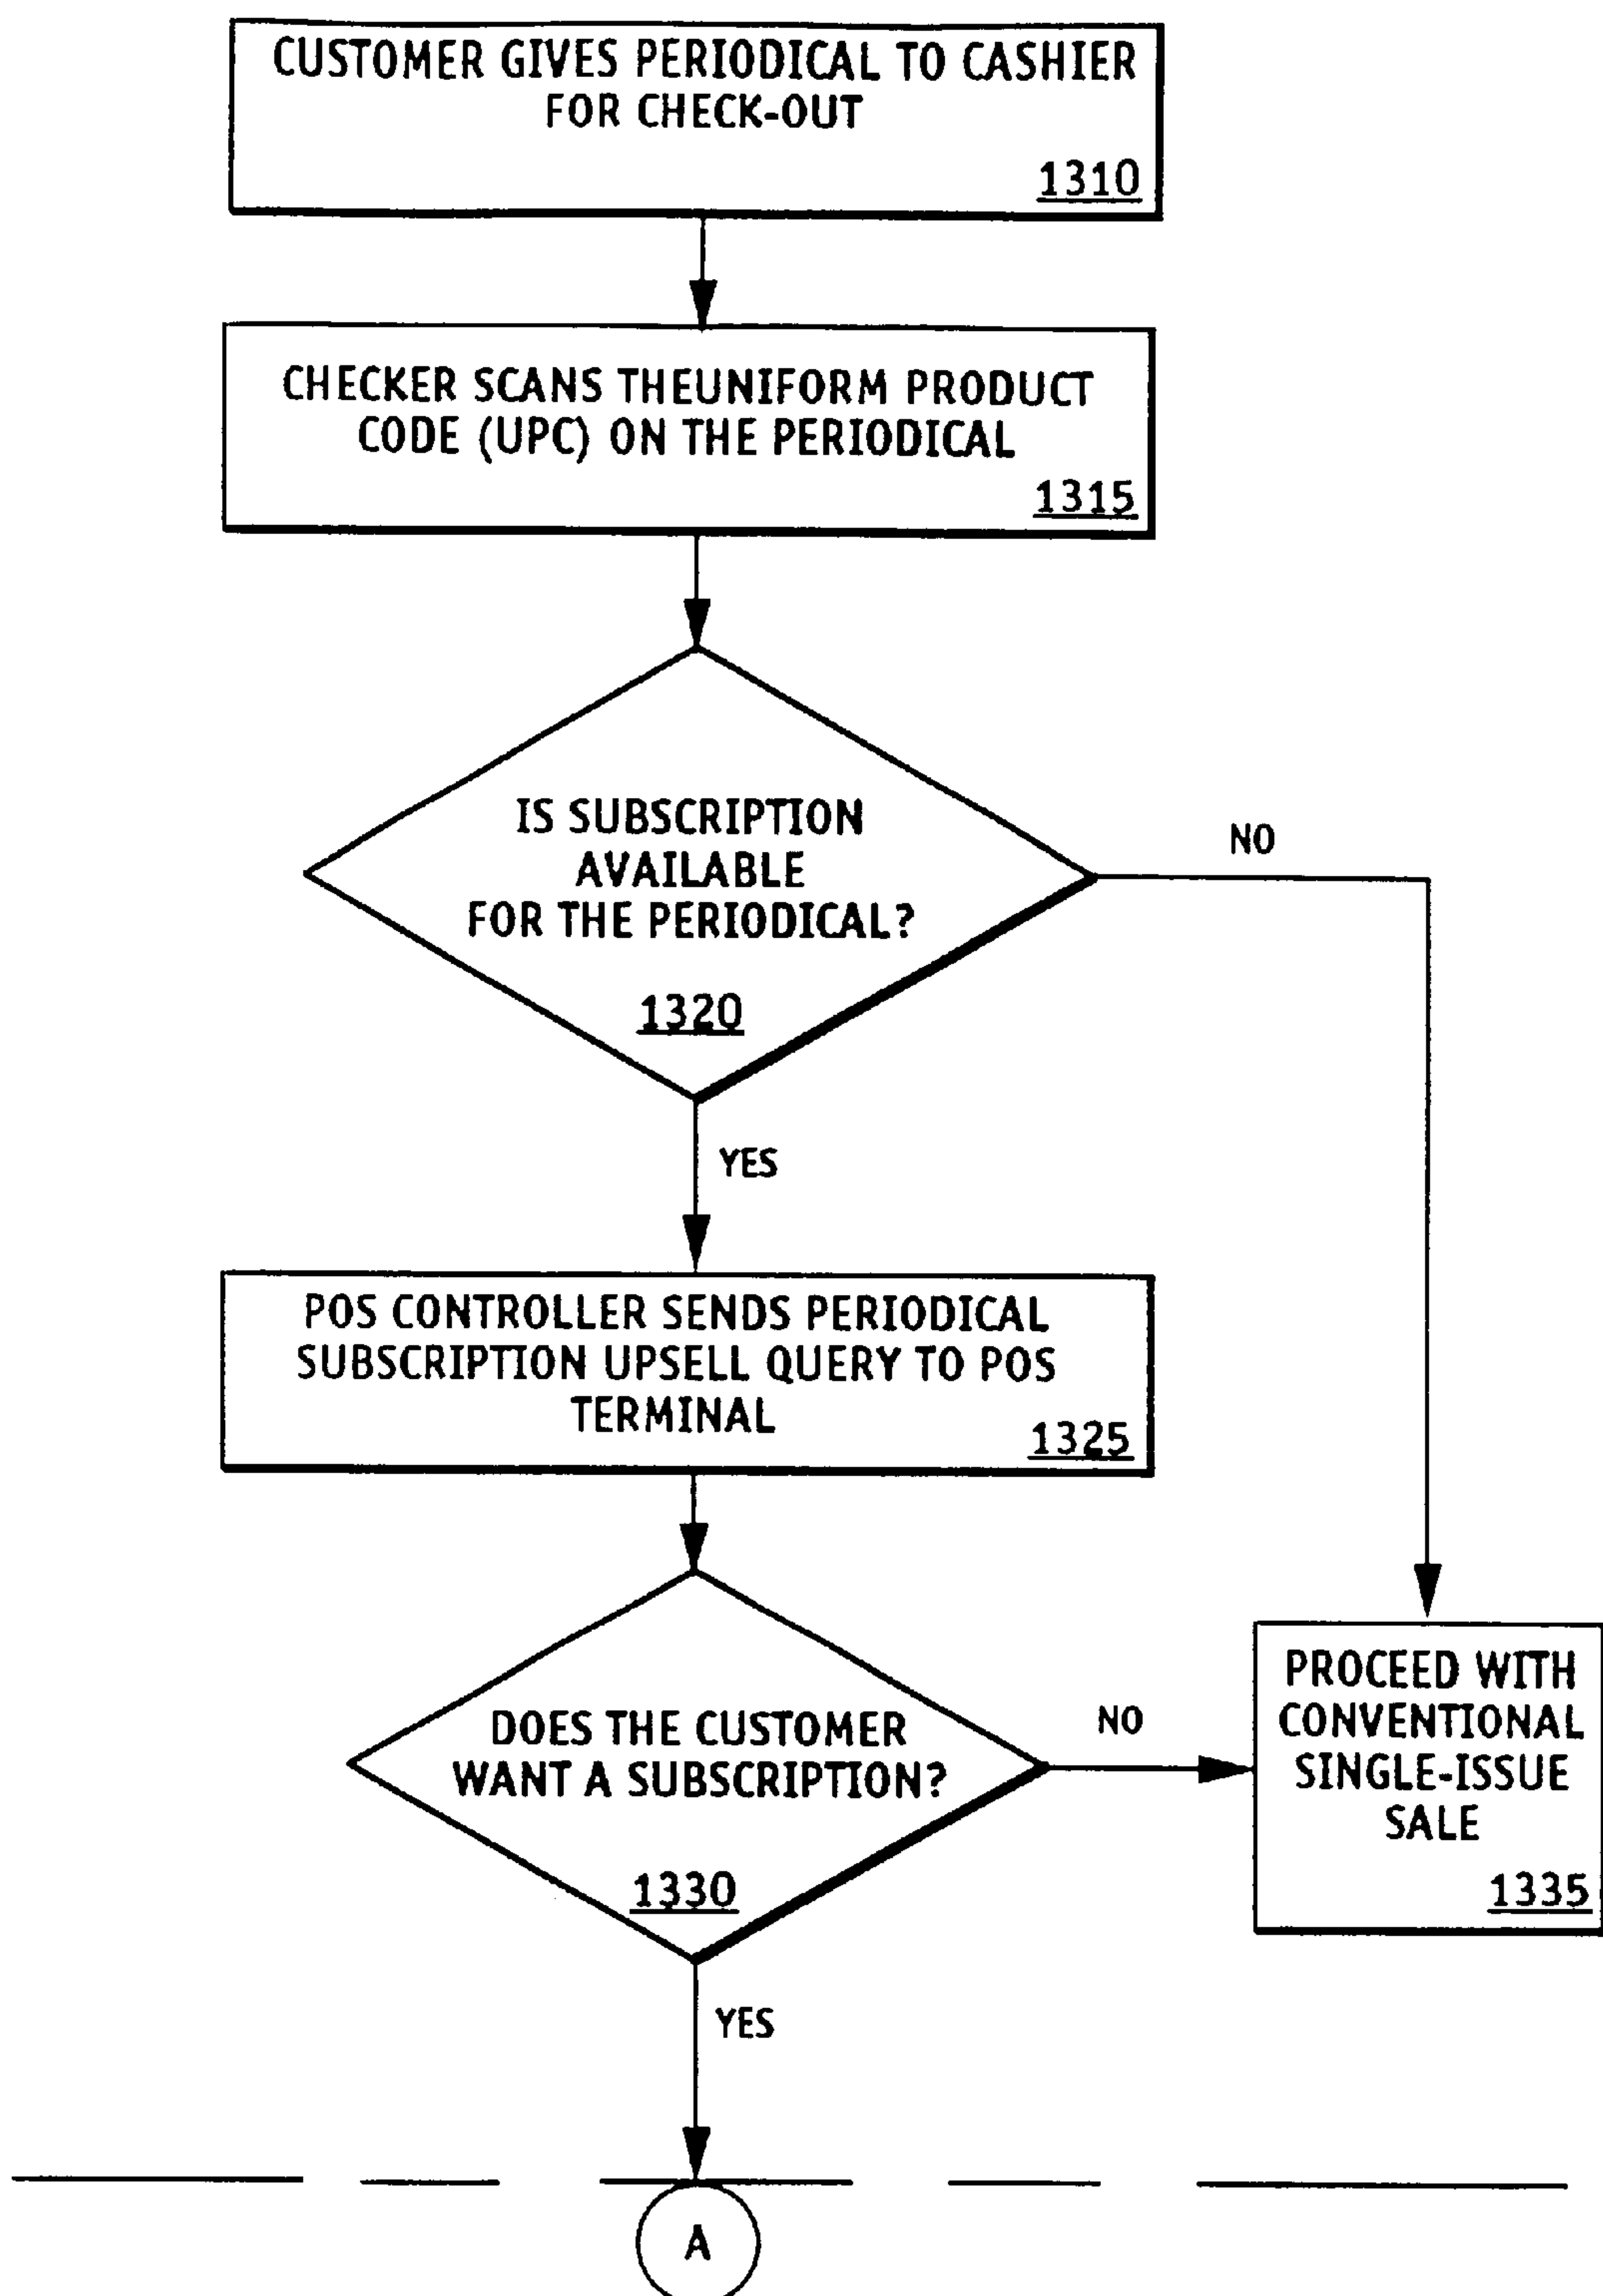 CUSTOMER GIVES PERIODICAL TO CASHIER
FOR CHECK-OUT
1310
CHECKER SCANS THEUNIFORM PRODUCT
CODE (UPC) ON THE PERIODICAL
1315
IS SUBSCRIPTION
AVAILABLE
FOR THE PERIODICAL?
1320
NO
YES
POS CONTROLLER SENDS PERIODICAL
SUBSCRIPTION UPSELL QUERY TO POS
TERMINAL
1325
DOES THE CUSTOMER
WANT A SUBSCRIPTION?
1330
NO
PROCEED WITH
CONVENTIONAL
SINGLE-ISSUE
SALE
1335
YES
A